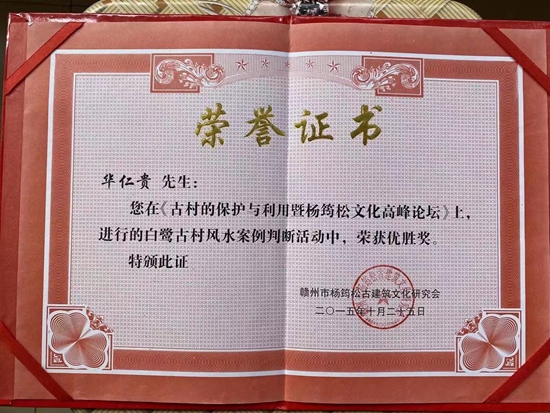 荣誉证书
华仁贵 先生：
您在《古村的保护与利用暨杨筠松文化高峰论坛》上，
进行的白鹭古村风水案例判断活动中，荣获优胜奖。
特颁此证
赣州市杨筠松古建筑文化研究会
二〇一五年十月二十五日